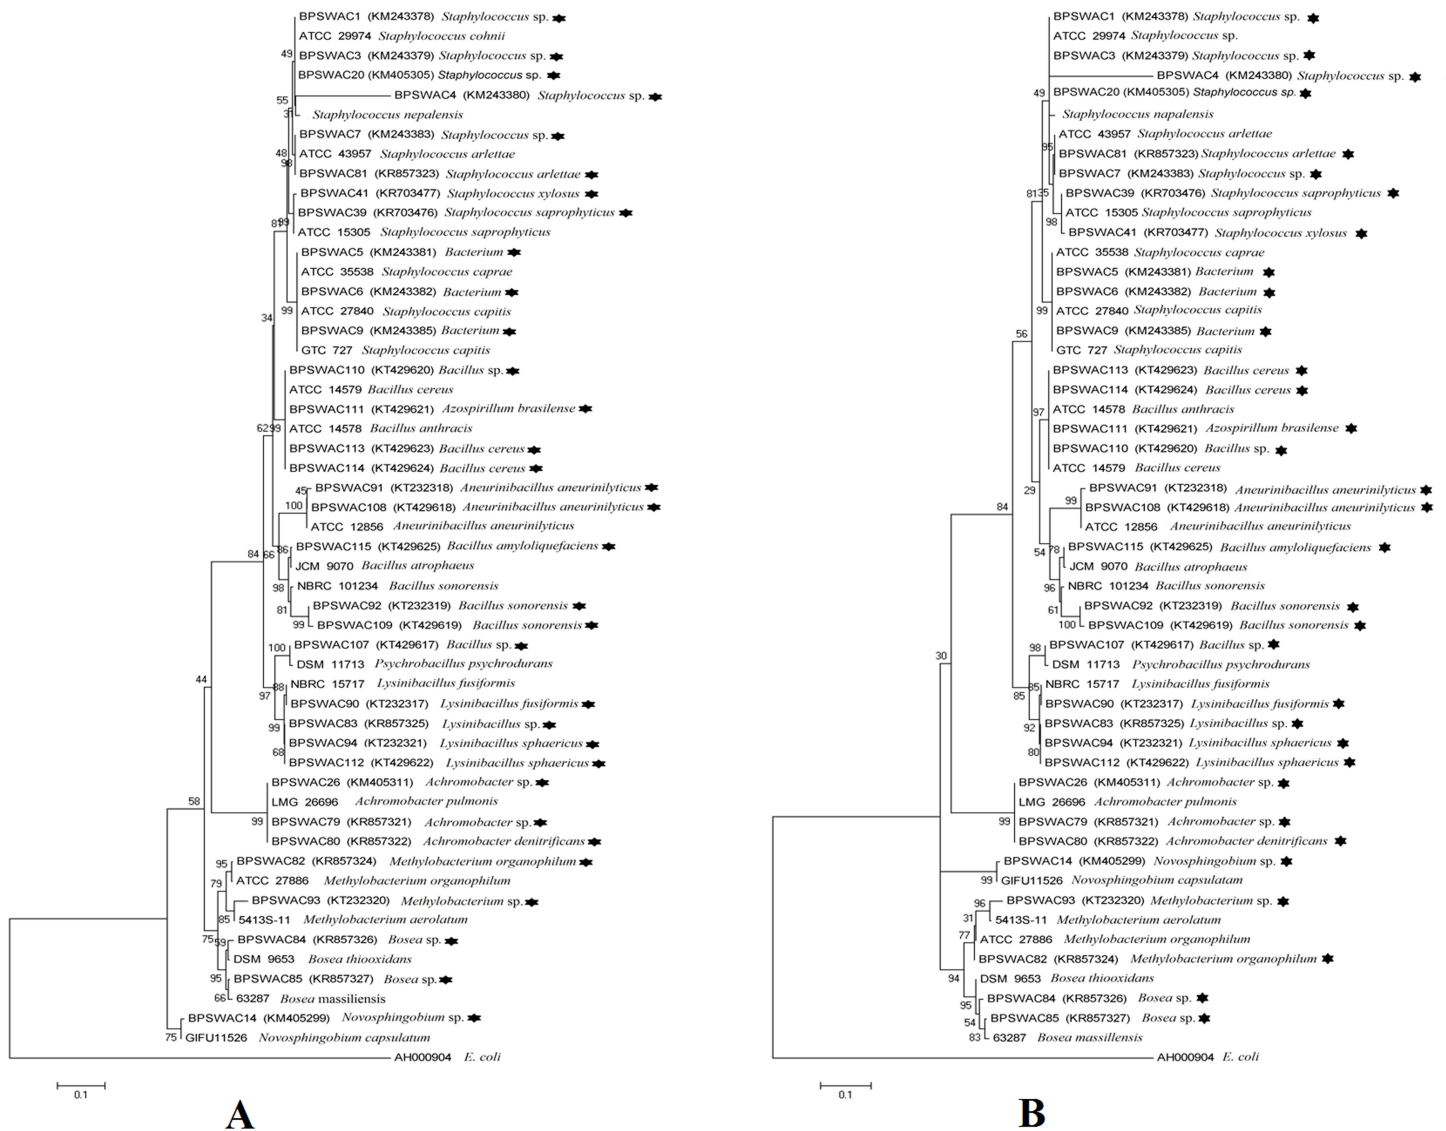 BPSWAC1 (KM243378) Staphylococcus sp.
ATCC 29974 Staphylococcus cohnii
49
BPSWAC3 (KM243379) Staphylococcus sp.
BPSWAC20 (KM405305) Staphylococcus sp.
BPSWAC4 (KM243380) Staphylococcus sp.
55
Staphylococcus nepalensis
BPSWAC7 (KM243383) Staphylococcus sp.
48
ATCC 43957 Staphylococcus arlettae
98
BPSWAC81 (KR857323) Staphylococcus arlettae
BPSWAC41 (KR703477) Staphylococcus xylosus
BPSWAC39 (KR703476) Staphylococcus saprophyticus
ATCC 15305 Staphylococcus saprophyticus
BPSWAC5 (KM243381) Bacterium
ATCC 35538 Staphylococcus caprae
BPSWAC6 (KM243382) Bacterium
99
ATCC 27840 Staphylococcus capitis
34
BPSWAC9 (KM243385) Bacterium
GTC 727 Staphylococcus capitis
BPSWAC110 (KT429620) Bacillus sp.
ATCC 14579 Bacillus cereus
BPSWAC111 (KT429621) Azospirillum brasilense
6299
ATCC 14578 Bacillus anthracis
BPSWAC113 (KT429623) Bacillus cereus
BPSWAC114 (KT429624) Bacillus cereus
45
BPSWAC91 (KT232318) Aneurinibacillus aneurinilyticus
100
BPSWAC108 (KT429618) Aneurinibacillus aneurinilyticus
ATCC 12856 Aneurinibacillus aneurinilyticus
84
66
86
BPSWAC115 (KT429625) Bacillus amyloliquefaciens
JCM 9070 Bacillus atrophaeus
98
NBRC 101234 Bacillus sonorensis
81
BPSWAC92 (KT232319) Bacillus sonorensis
99
BPSWAC109 (KT429619) Bacillus sonorensis
100
BPSWAC107 (KT429617) Bacillus sp.
DSM 11713 Psychrobacillus psychrodurans
44
97
88
NBRC 15717 Lysinibacillus fusiformis
BPSWAC90 (KT232317) Lysinibacillus fusiformis
99
BPSWAC83 (KR857325) Lysinibacillus sp.
68
BPSWAC94 (KT232321) Lysinibacillus sphaericus
BPSWAC112 (KT429622) Lysinibacillus sphaericus
BPSWAC26 (KM405311) Achromobacter sp.
58
LMG 26696 Achromobacter pulmonis
99
BPSWAC79 (KR857321) Achromobacter sp.
BPSWAC80 (KR857322) Achromobacter denitrificans
95
BPSWAC82 (KR857324) Methylobacterium organophilum
79
ATCC 27886 Methylobacterium organophilum
BPSWAC93 (KT232320) Methylobacterium sp.
85
5413S-11 Methylobacterium aerolatum
75
59
BPSWAC84 (KR857326) Bosea sp.
DSM 9653 Bosea thiooxidans
95
BPSWAC85 (KR857327) Bosea sp.
66
63287 Bosea massiliensis
BPSWAC14 (KM405299) Novosphingobium sp.
75
GIFU11526 Novosphingobium capsulatum
AH000904 E. coli
0.1
A
BPSWAC1 (KM243378) Staphylococcus sp.
ATCC 29974 Staphylococcus sp.
BPSWAC3 (KM243379) Staphylococcus sp.
BPSWAC4 (KM243380) Staphylococcus sp.
49
BPSWAC20 (KM405305) Staphylococcus sp.
Staphylococcus napalensis
ATCC 43957 Staphylococcus arlettae
95
BPSWAC81 (KR857323) Staphylococcus arlettae
BPSWAC7 (KM243383) Staphylococcus sp.
81
35
BPSWAC39 (KR703476) Staphylococcus saprophyticus
98
ATCC 15305 Staphylococcus saprophyticus
BPSWAC41 (KR703477) Staphylococcus xylosus
ATCC 35538 Staphylococcus caprae
BPSWAC5 (KM243381) Bacterium
BPSWAC6 (KM243382) Bacterium
99
ATCC 27840 Staphylococcus capitis
56
BPSWAC9 (KM243385) Bacterium
GTC 727 Staphylococcus capitis
BPSWAC113 (KT429623) Bacillus cereus
BPSWAC114 (KT429624) Bacillus cereus
97
ATCC 14578 Bacillus anthracis
BPSWAC111 (KT429621) Azospirillum brasilense
BPSWAC110 (KT429620) Bacillus sp.
ATCC 14579 Bacillus cereus
29
BPSWAC91 (KT232318) Aneurinibacillus aneurinilyticus
99
84
BPSWAC108 (KT429618) Aneurinibacillus aneurinilyticus
ATCC 12856 Aneurinibacillus aneurinilyticus
54
78
BPSWAC115 (KT429625) Bacillus amyloliquefaciens
JCM 9070 Bacillus atrophaeus
96
NBRC 101234 Bacillus sonorensis
61
BPSWAC92 (KT232319) Bacillus sonorensis
100
BPSWAC109 (KT429619) Bacillus sonorensis
98
BPSWAC107 (KT429617) Bacillus sp.
30
DSM 11713 Psychrobacillus psychrodurans
85
NBRC 15717 Lysinibacillus fusiformis
BPSWAC90 (KT232317) Lysinibacillus fusiformis
92
BPSWAC83 (KR857325) Lysinibacillus sp.
80
BPSWAC94 (KT232321) Lysinibacillus sphaericus
BPSWAC112 (KT429622) Lysinibacillus sphaericus
BPSWAC26 (KM405311) Achromobacter sp.
LMG 26696 Achromobacter pulmonis
99
BPSWAC79 (KR857321) Achromobacter sp.
BPSWAC80 (KR857322) Achromobacter denitrificans
BPSWAC14 (KM405299) Novosphingobium sp.
99
GIFU11526 Novosphingobium capsulatam
96
BPSWAC93 (KT232320) Methylobacterium sp.
31
5413S-11 Methylobacterium aerolatum
77
ATCC 27886 Methylobacterium organophilum
BPSWAC82 (KR857324) Methylobacterium organophilum
94
DSM 9653 Bosea thiooxidans
95
BPSWAC84 (KR857326) Bosea sp.
54
BPSWAC85 (KR857327) Bosea sp.
83
63287 Bosea massillensis
AH000904 E. coli
0.1
B